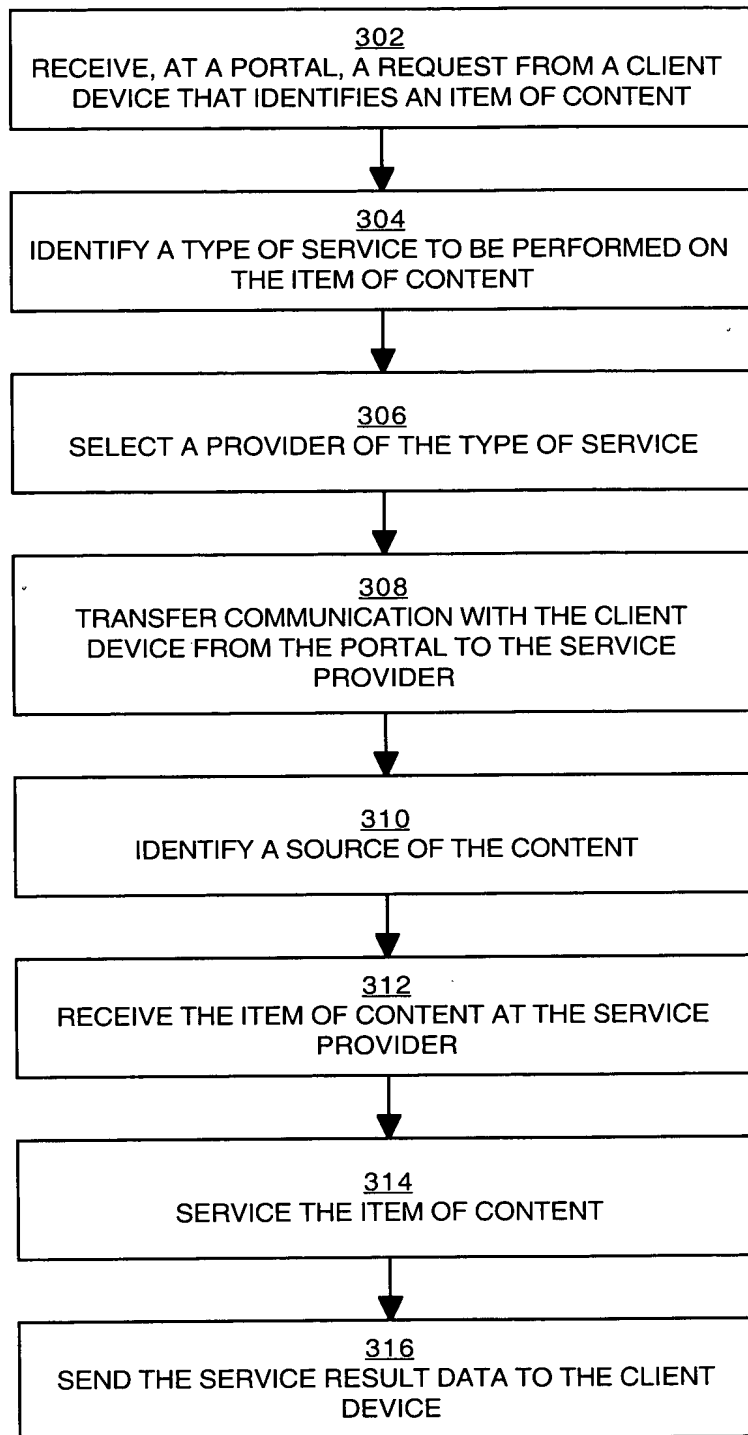 302
RECEIVE, AT A PORTAL, A REQUEST FROM A CLIENT
DEVICE THAT IDENTIFIES AN ITEM OF CONTENT
304
IDENTIFY A TYPE OF SERVICE TO BE PERFORMED ON
THE ITEM OF CONTENT
306
SELECT A PROVIDER OF THE TYPE OF SERVICE
308
TRANSFER COMMUNICATION WITH THE CLIENT
DEVICE FROM THE PORTAL TO THE SERVICE
PROVIDER
310
IDENTIFY A SOURCE OF THE CONTENT
312
RECEIVE THE ITEM OF CONTENT AT THE SERVICE
PROVIDER
314
SERVICE THE ITEM OF CONTENT
316
SEND THE SERVICE RESULT DATA TO THE CLIENT
DEVICE